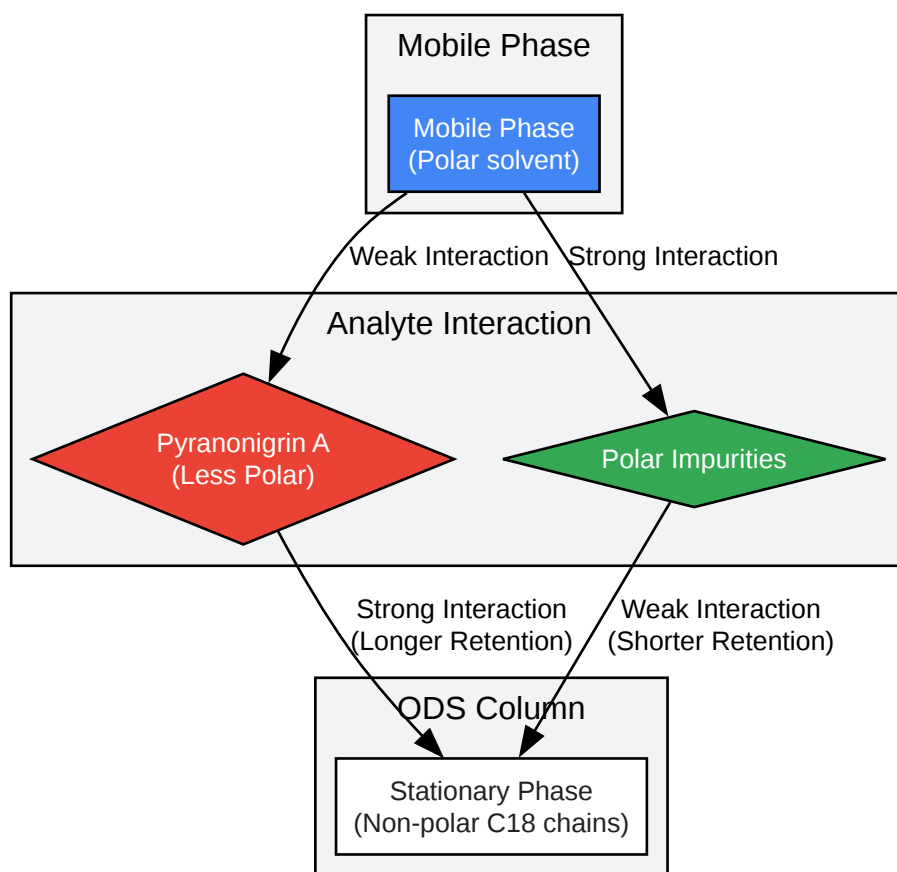 Mobile Phase
Mobile Phase
(Polar solvent)
Weak Interaction
Strong Interaction
Analyte Interaction
Pyranonigrin A
(Less Polar)
Polar Impurities
Strong Interaction
(Longer Retention)
Weak Interaction
(Shorter Retention)
ODS Column
Stationary Phase
(Non-polar C18 chains)